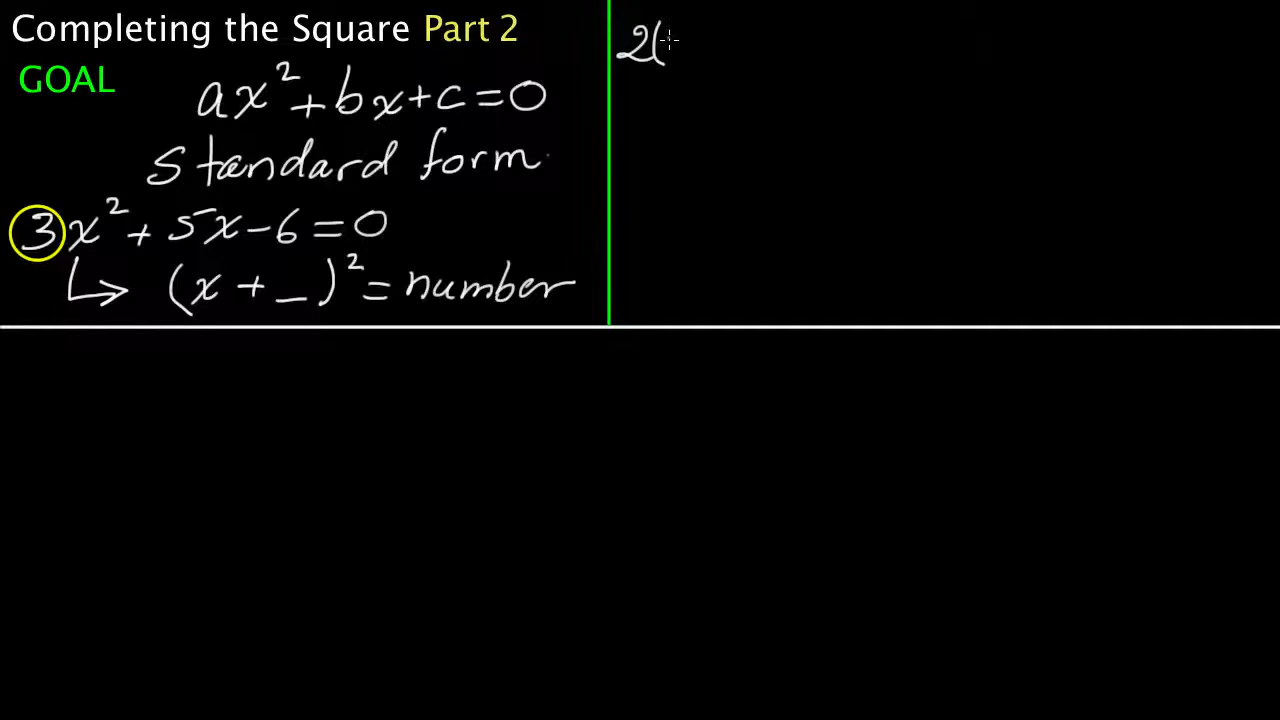 Completing the Square Part 2
GOAL
ax² + bx + c = 0
standard form
3x² + 5x - 6 = 0
↳ (x + _)² = number
2(